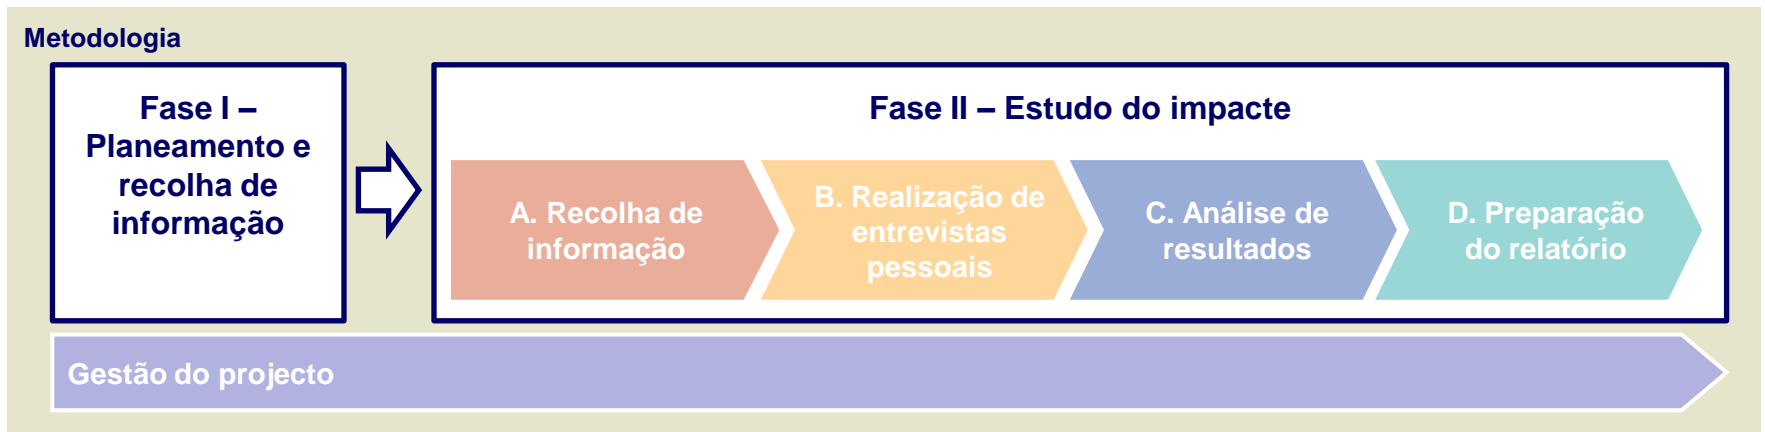 Metodologia
Fase I –
Planeamento e
recolha de
informação
Fase II – Estudo do impacte
A. Recolha de
informação
B. Realização de
entrevistas
pessoais
C. Análise de
resultados
D. Preparação
do relatório
Gestão do projecto